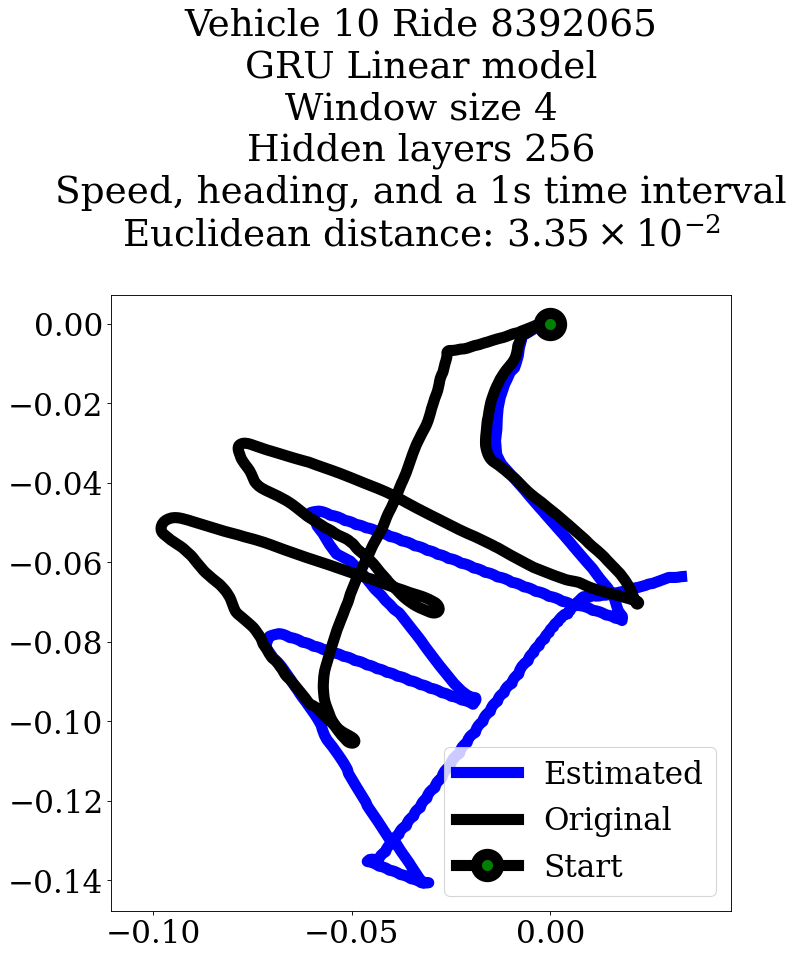 Vehicle 10 Ride 8392065
GRU Linear model
Window size 4
Hidden layers 256
Speed, heading, and a 1s time interval
Euclidean distance: 3.35 × 10⁻²
0.00
−0.02
−0.04
−0.06
−0.08
−0.10
−0.12
−0.14
Estimated
Original
Start
−0.10 −0.05 0.00